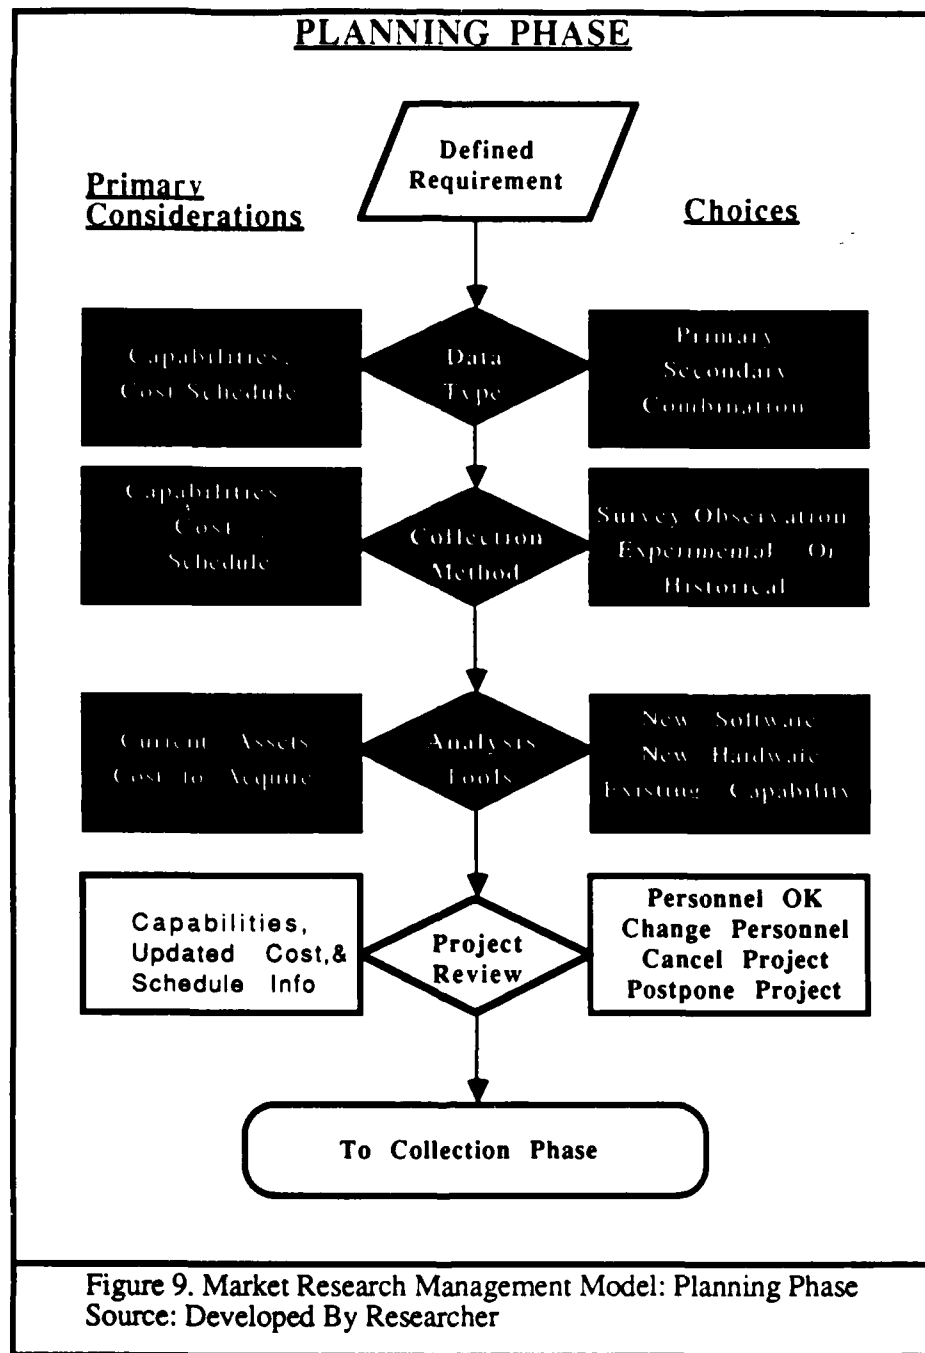 PLANNING PHASE
Defined
Requirement
Primary
Considerations
Choices
Capabilities,
Cost Schedule
Data
Type
Primary
Secondary
Combination
Capabilities
Cost
Schedule
Collection
Method
Survey Observation
Experimental Or
Historical
Current Assets
Cost to Acquire
Analysis
Tools
New Software
New Hardware
Existing Capability
Capabilities,
Updated Cost,&
Schedule Info
Project
Review
Personnel OK
Change Personnel
Cancel Project
Postpone Project
To Collection Phase
Figure 9. Market Research Management Model: Planning Phase
Source: Developed By Researcher